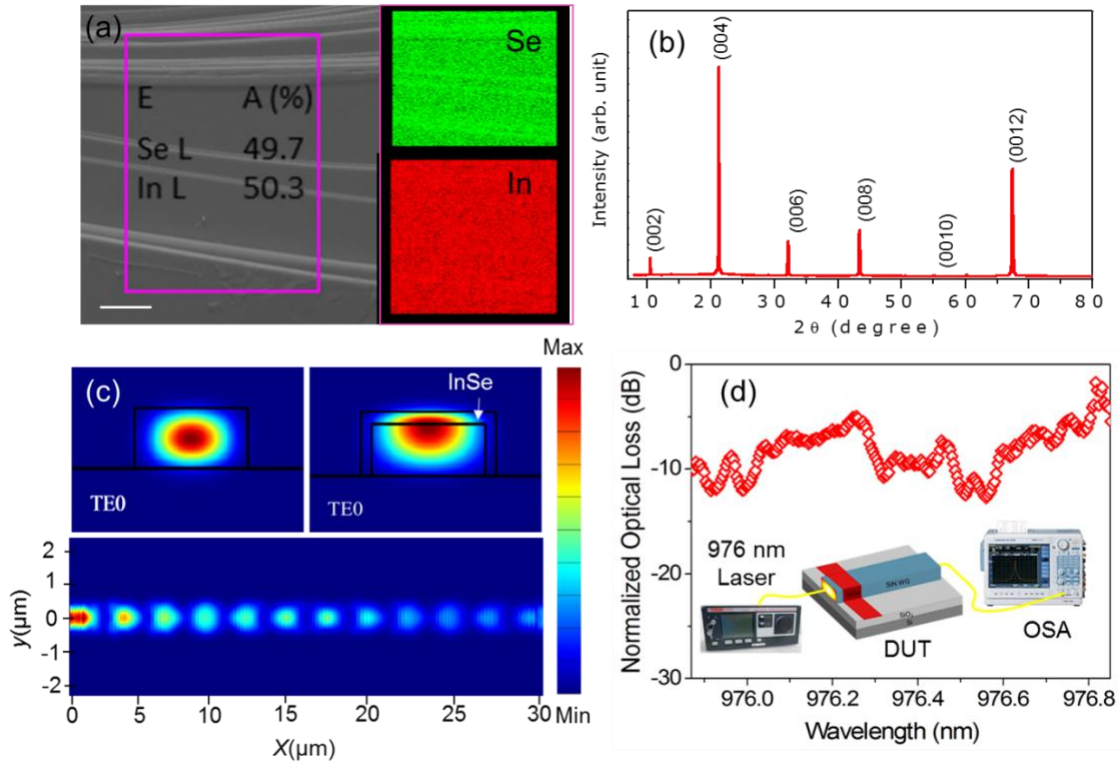 (a)
E A (%)
Se L 49.7
In L 50.3
Se
In
(b)
Intensity (arb. unit)
(002)
(004)
(006)
(008)
(0010)
(0012)
10 20 30 40 50 60 70 80
2θ (degree)
(c)
TE0
InSe
TE0
Max
Min
y(μm)
2
1
0
-1
-2
0 5 10 15 20 25 30
X(μm)
(d)
Normalized Optical Loss (dB)
0
-10
-20
-30
976 nm
Laser
SiN WG
SiO₂
Si
DUT
OSA
976.0 976.2 976.4 976.6 976.8
Wavelength (nm)